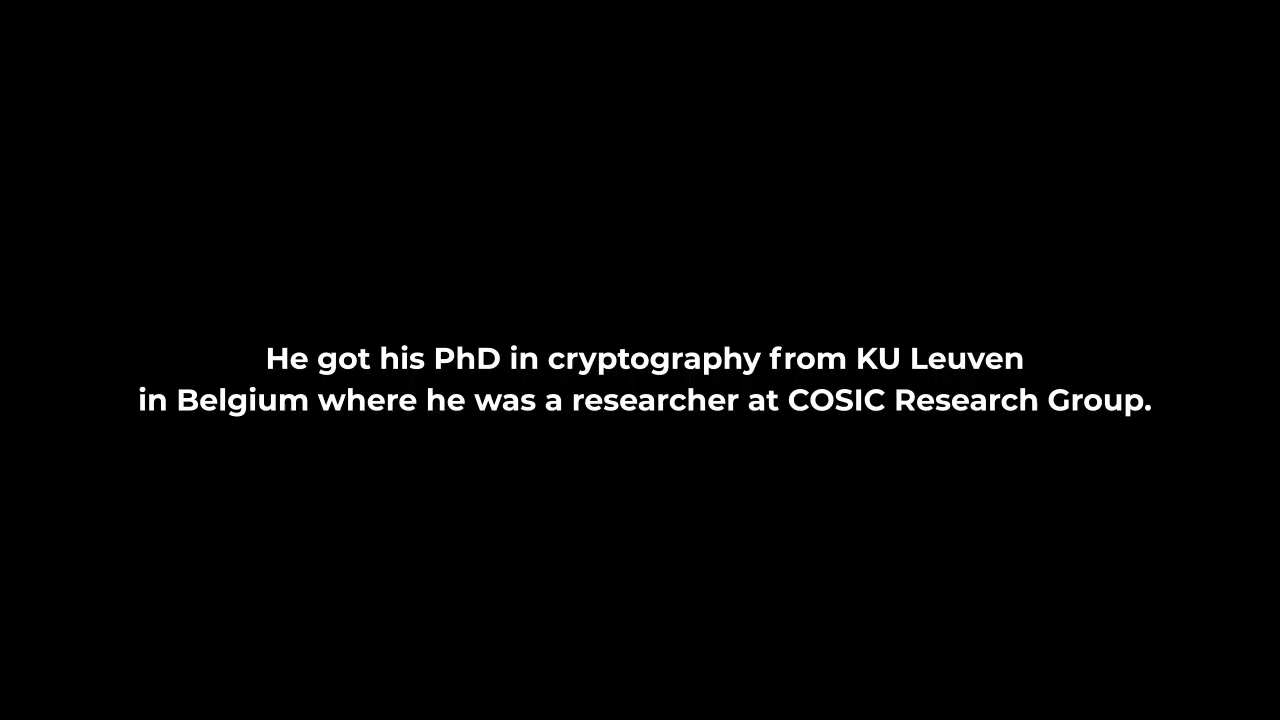 He got his PhD in cryptography from KU Leuven
in Belgium where he was a researcher at COSIC Research Group.